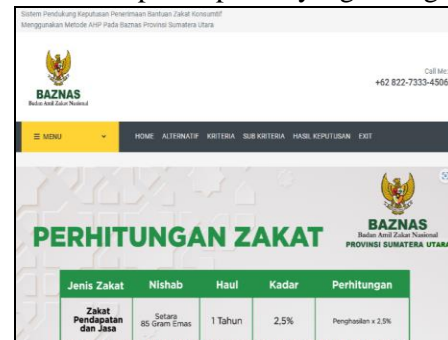 Sistem Pendukung Keputusan Penerimaan Bantuan Zakat Konsumtif
Menggunakan Metode AHP Pada Baznas Provinsi Sumatera
Utara
BAZNAS
Badan Amil Zakat Nasional
Call Me:
+62 822-7333-4506
☰ MENU
HOME ALTERNATIF KRITERIA SUB KRITERIA HASIL KEPUTUSAN EXIT
BAZNAS
Badan Amil Zakat Nasional
PROVINSI SUMATERA UTARA
PERHITUNGAN ZAKAT
Jenis Zakat Nishab Haul Kadar Perhitungan
Zakat
Pendapatan
dan Jasa
Setara
85 Gram Emas
1 Tahun
2,5%
Penghasilan x 2,5%